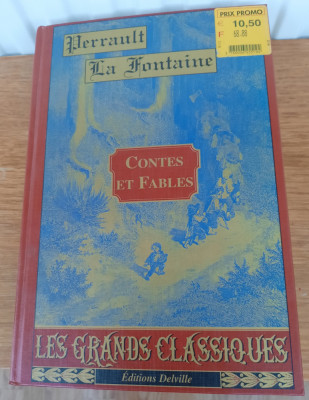 PRIX PROMO
10,50
F
Perrault
La Fontaine
CONTES
ET FABLES
LES GRANDS CLASSIQUES
Éditions Delville